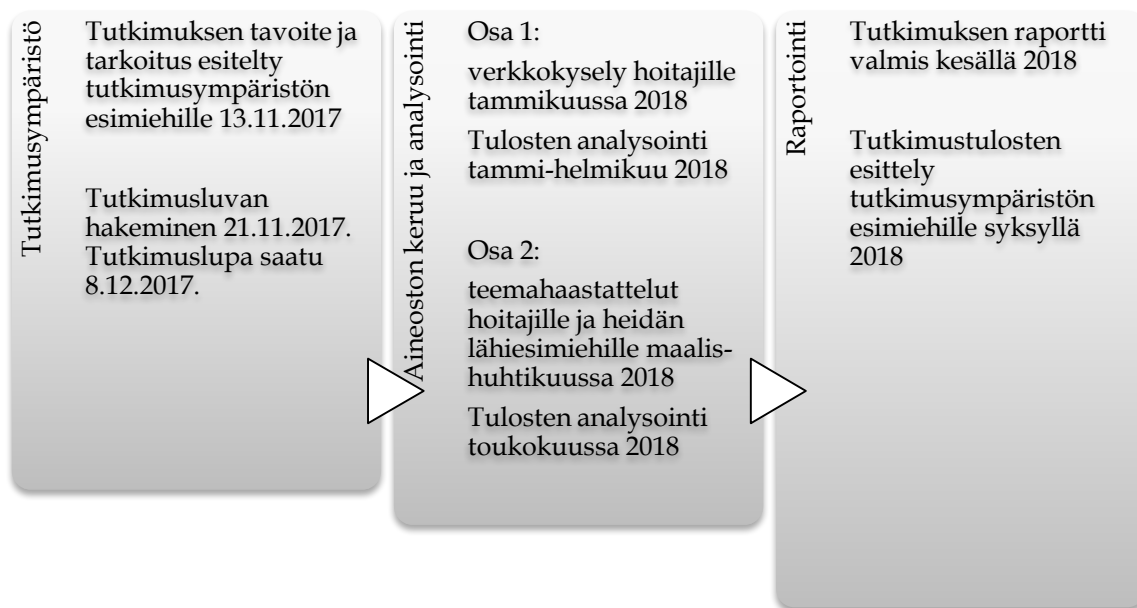 Tutkimusympäristö
Tutkimuksen tavoite ja
tarkoitus esitelty
tutkimusympäristön
esimiehille 13.11.2017
Tutkimusluvan
hakeminen 21.11.2017.
Tutkimuslupa saatu
8.12.2017.
Aineoston keruu ja analysointi
Osa 1:
verkkokysely hoitajille
tammikuussa 2018
Tulosten analysointi
tammi-helmikuu 2018
Osa 2:
teemahaastattelut
hoitajille ja heidän
lähiesimiehille maalis-
huhtikuussa 2018
Tulosten analysointi
toukokuussa 2018
Raportointi
Tutkimuksen raportti
valmis kesällä 2018
Tutkimustulosten
esittely
tutkimusympäristön
esimiehille syksyllä
2018